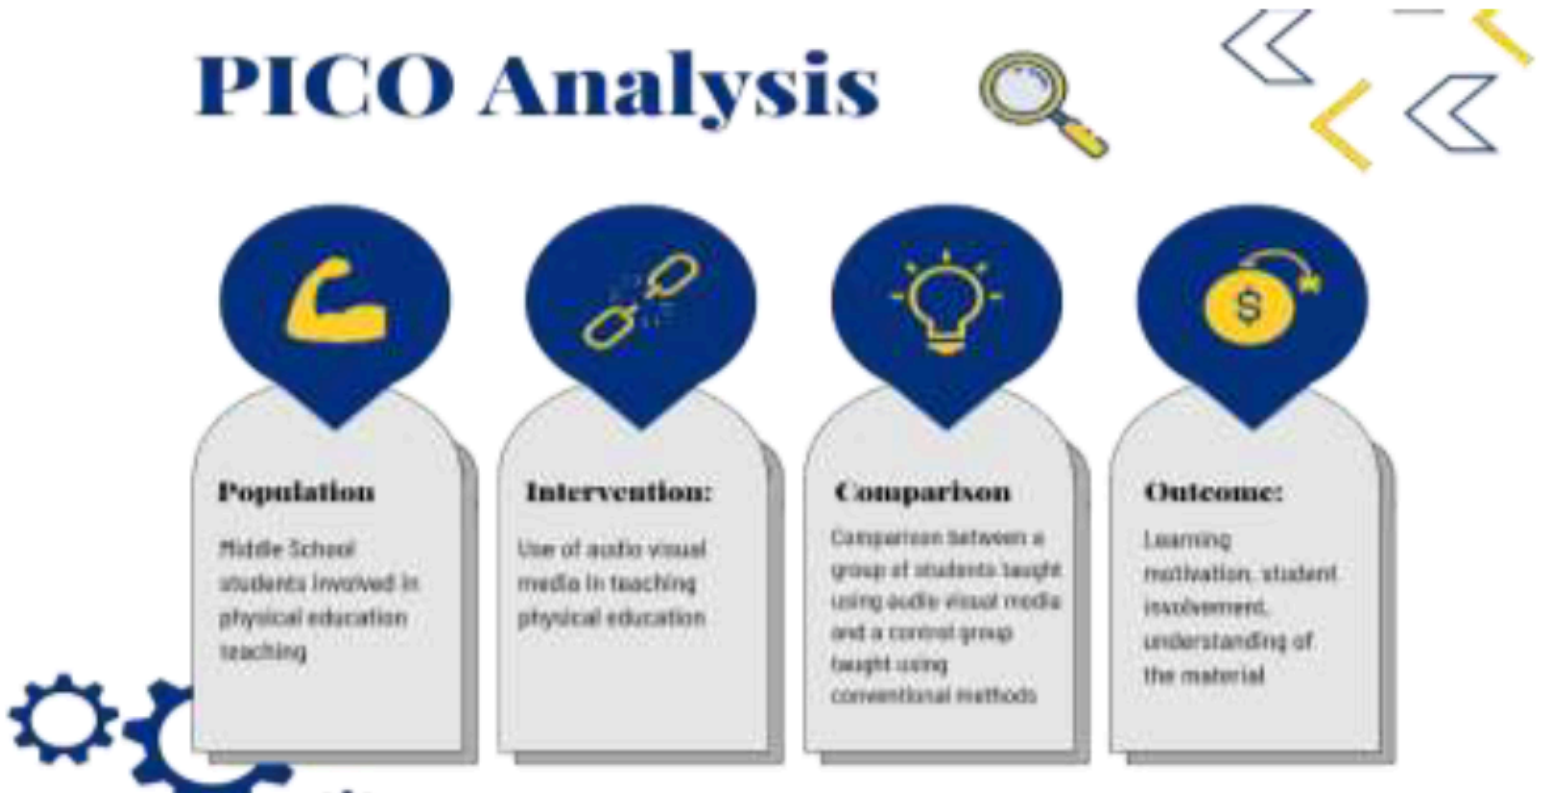 PICO Analysis
$
Population
Middle School
students involved in
physical education
teaching
Intervention:
Use of audio visual
media in teaching
physical education
Comparison
Comparison between a
group of students taught
using audio visual media
and a control group
taught using
conventional methods
Outcome:
Learning
motivation, student
involvement,
understanding of
the material